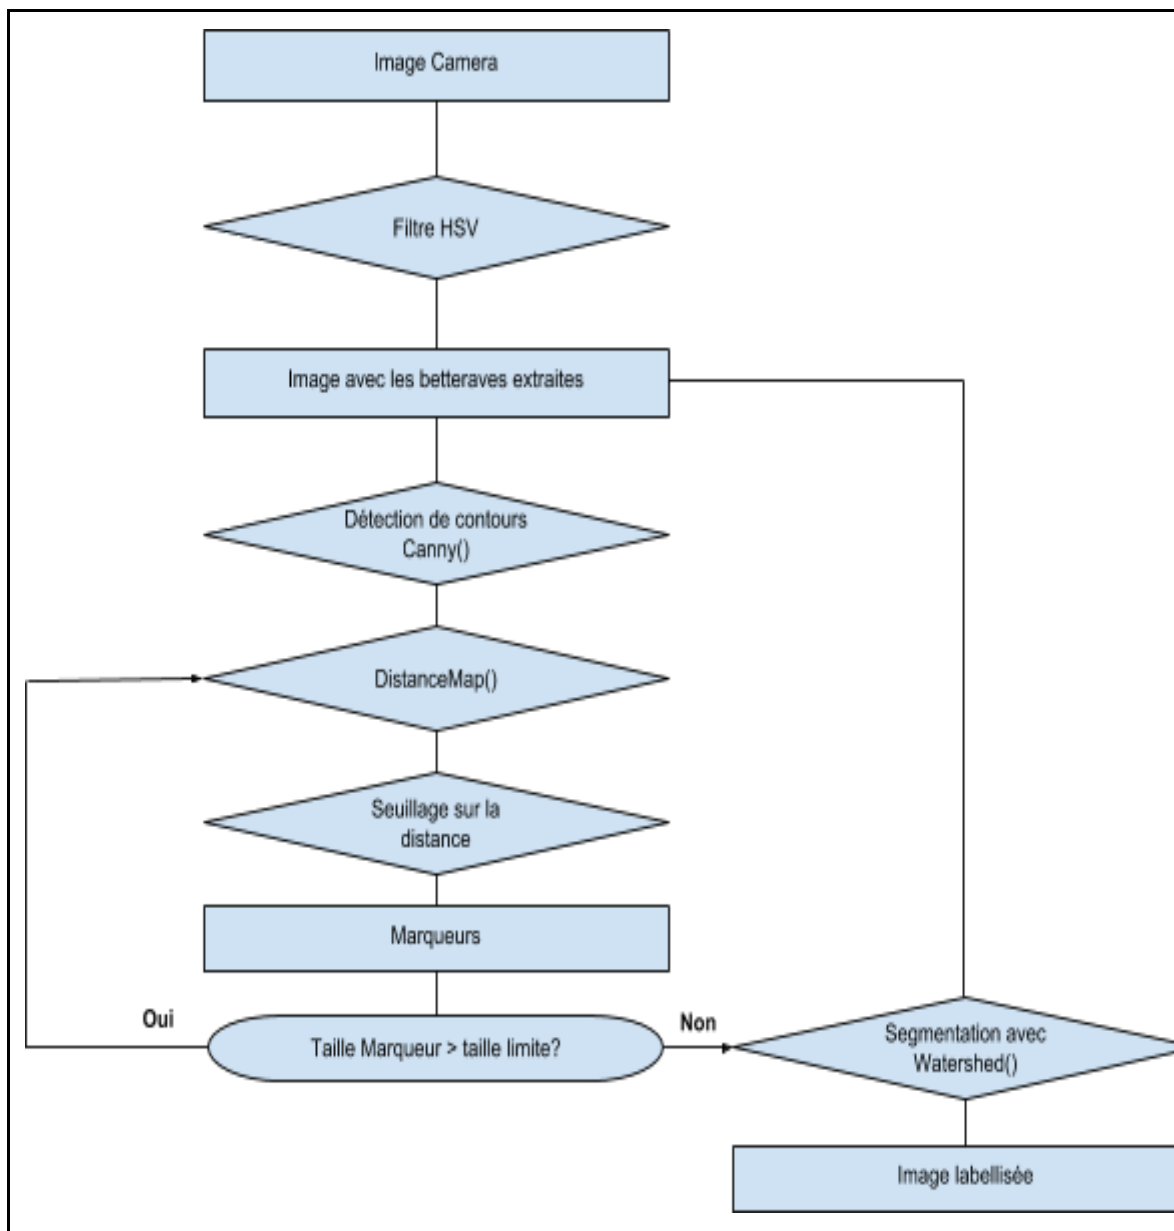 Image Camera
Filtre HSV
Image avec les betteraves extraites
Détection de contours
Canny()
DistanceMap()
Seuillage sur la
distance
Marqueurs
Oui
Taille Marqueur > taille limite?
Non
Segmentation avec
Watershed()
Image labellisée